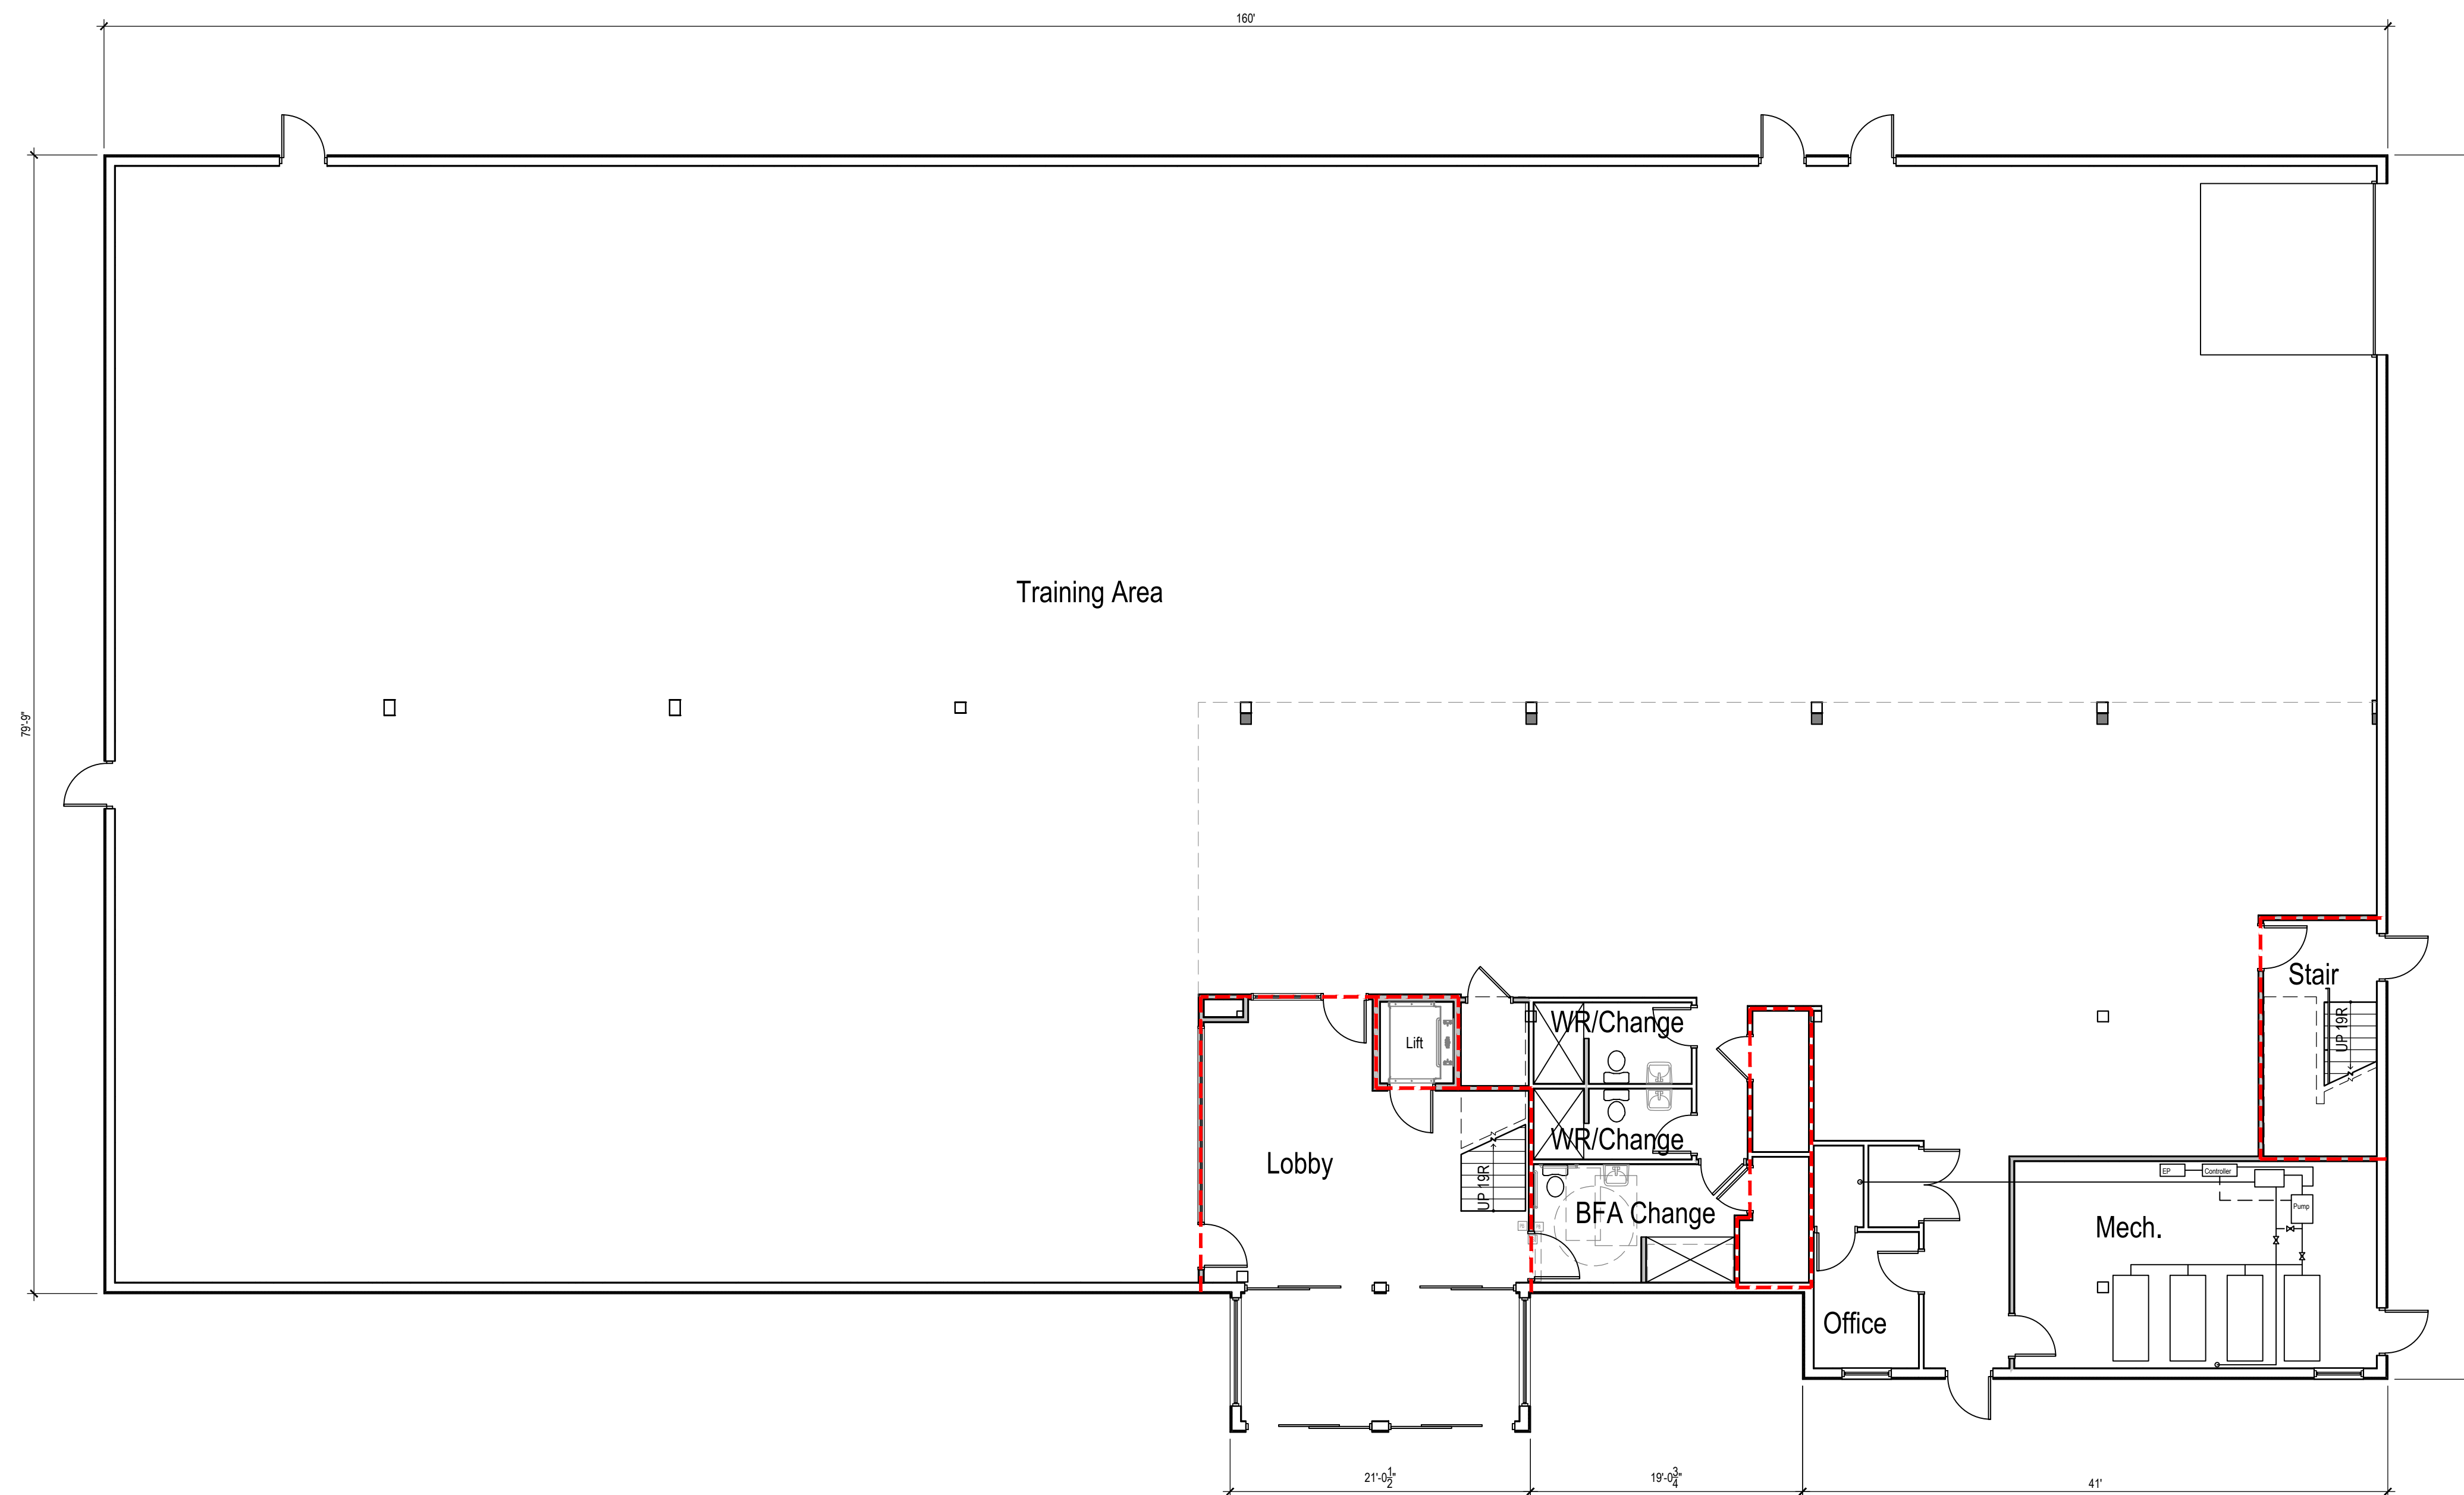 160'
79'-9"
Training Area
Stair
UP 19R
WR/Change
Lift
WR/Change
Lobby
UP 19R
BFA Change
EP
Controller
Pump
Mech.
Office
21'-0 1/2"
19'-0 3/4"
41'